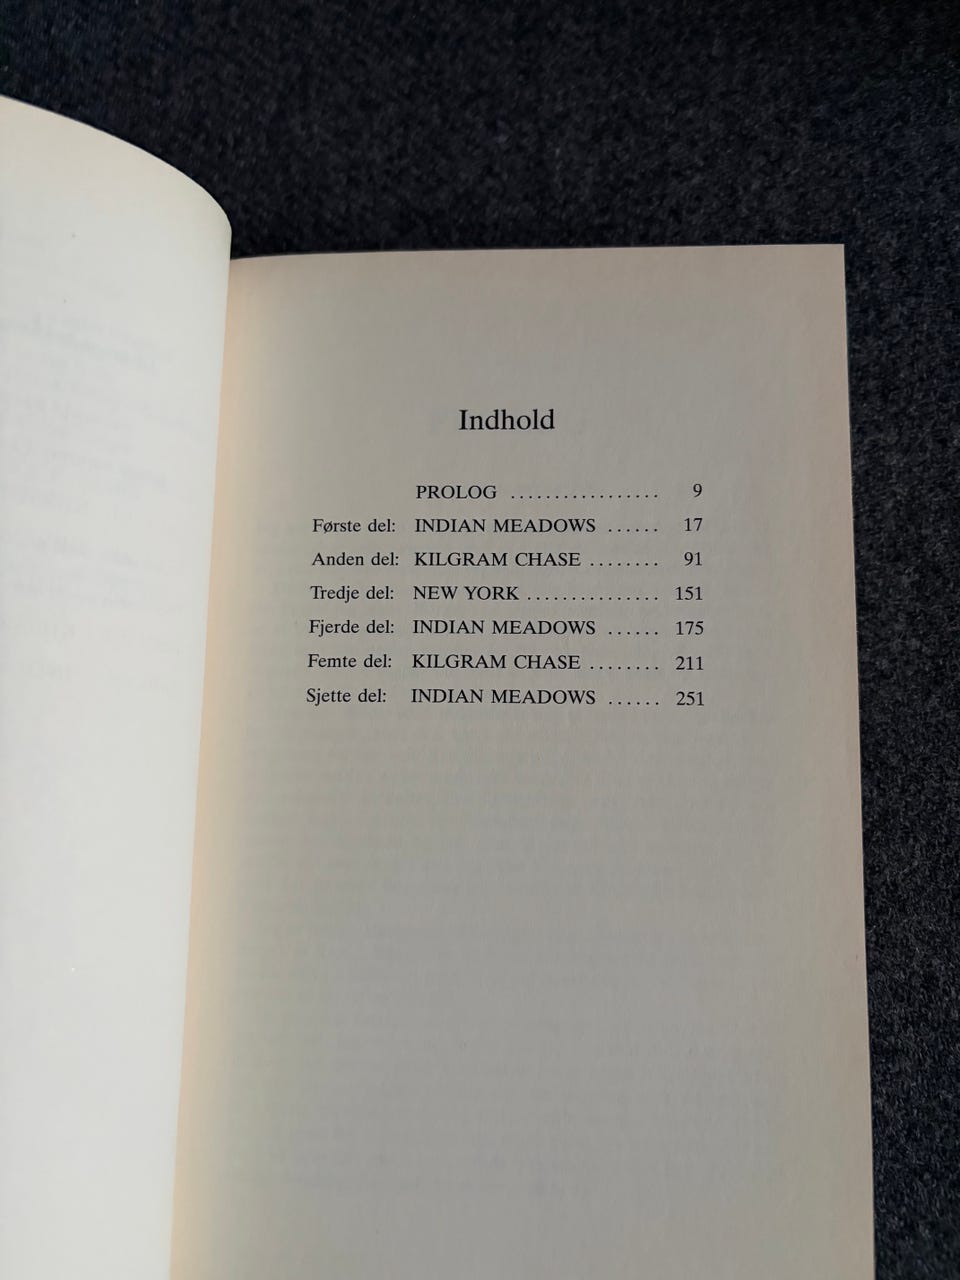 Indhold
PROLOG ................. 9
Første del: INDIAN MEADOWS ...... 17
Anden del: KILGRAM CHASE ........ 91
Tredje del: NEW YORK ............... 151
Fjerde del: INDIAN MEADOWS ...... 175
Femte del: KILGRAM CHASE ........ 211
Sjette del: INDIAN MEADOWS ...... 251